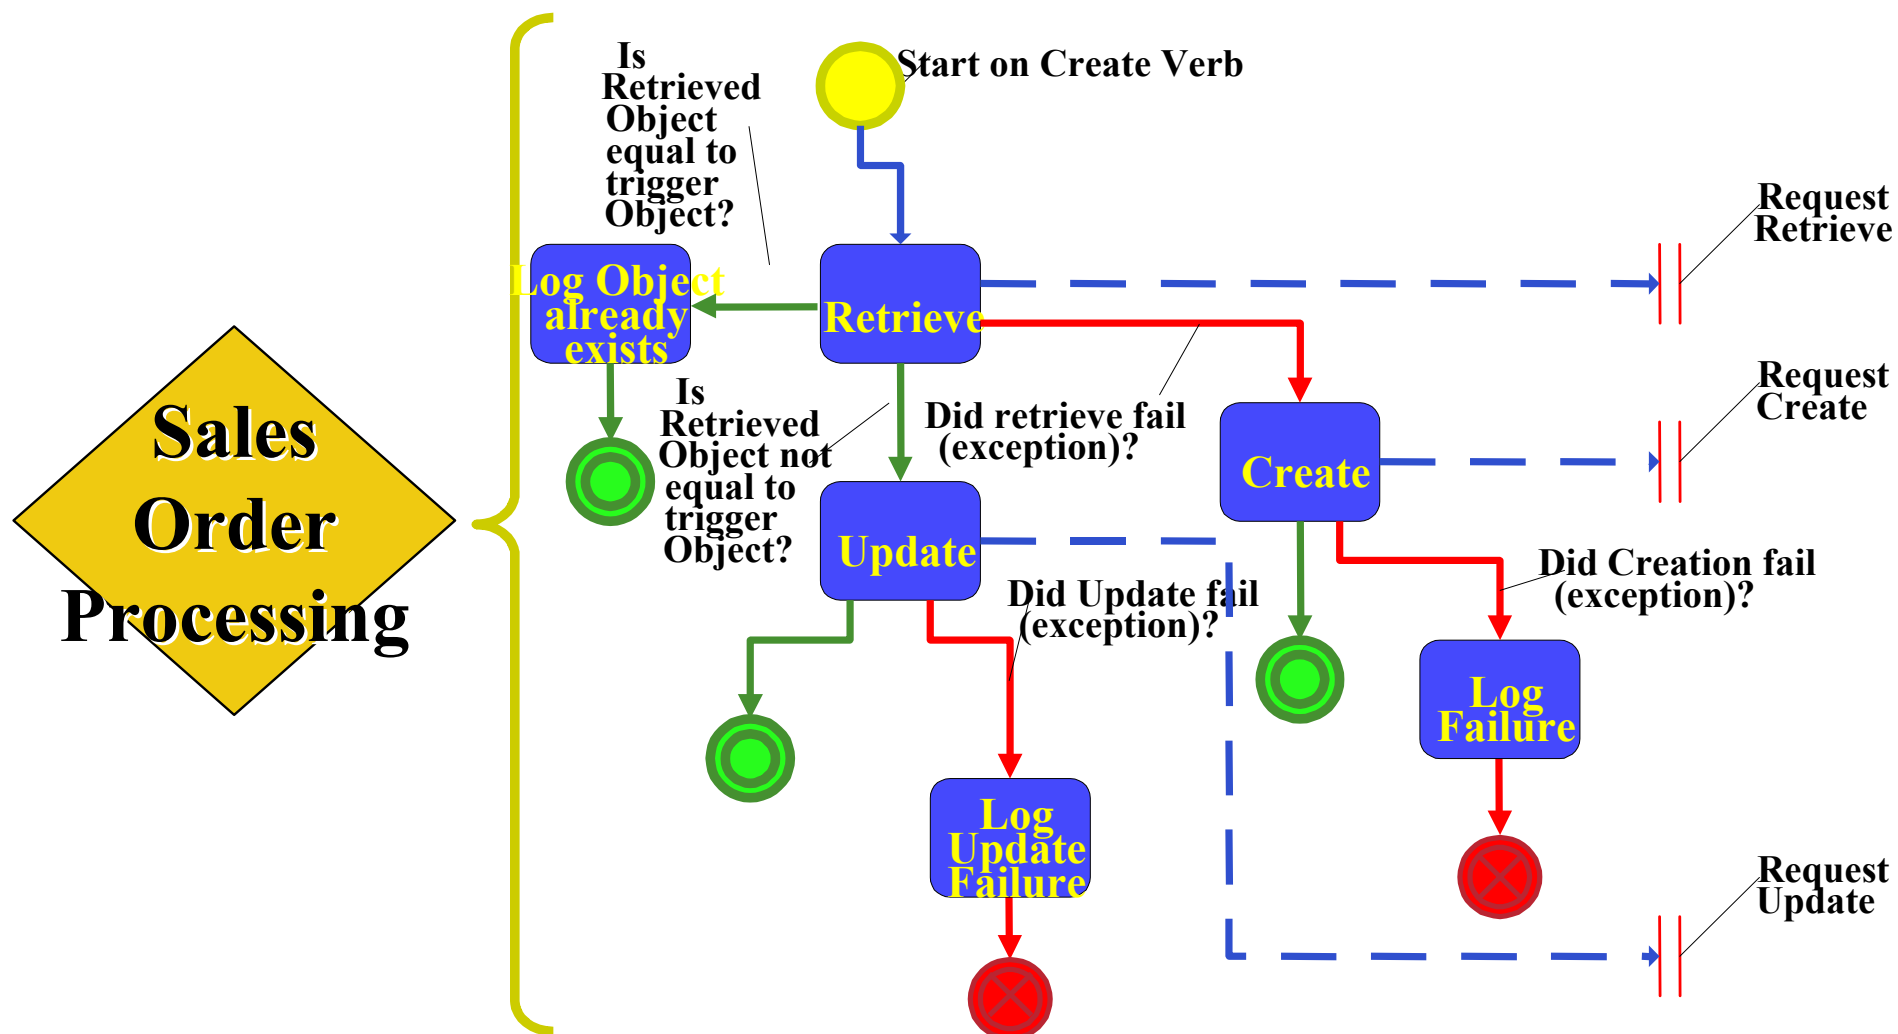 Sales
Order
Processing
Start on Create Verb
Is
Retrieved
Object
equal to
trigger
Object?
Log Object
already
exists
Retrieve
Request
Retrieve
Is
Retrieved
Object not
equal to
trigger
Object?
Did retrieve fail
(exception)?
Create
Request
Create
Update
Did Update fail
(exception)?
Did Creation fail
(exception)?
Log
Failure
Log
Update
Failure
Request
Update